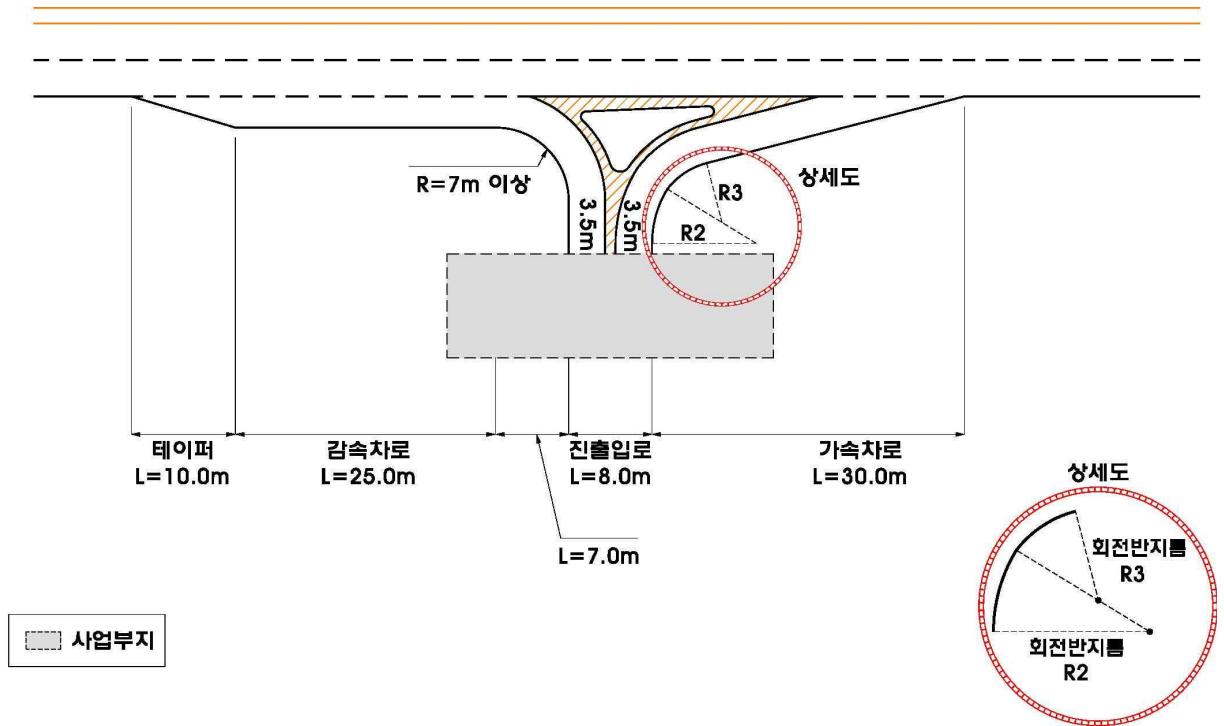 상세도
R=7m 이상
R3
3.5m
3.5m
R2
테이퍼
L=10.0m
감속차로
L=25.0m
진출입로
L=8.0m
가속차로
L=30.0m
L=7.0m
상세도
회전반지름
R3
회전반지름
R2
사업부지